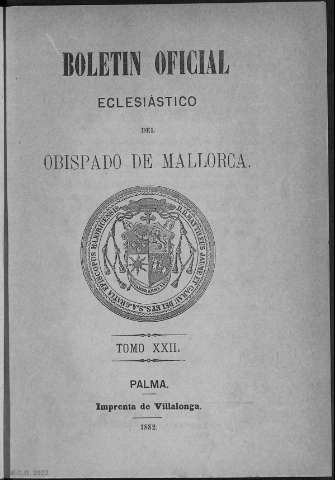 BOLETIN OFICIAL
ECLESIÁSTICO
DEL
OBISPADO DE MALLORCA.
TOMO XXII.
PALMA.
Imprenta de Villalonga.
1882.